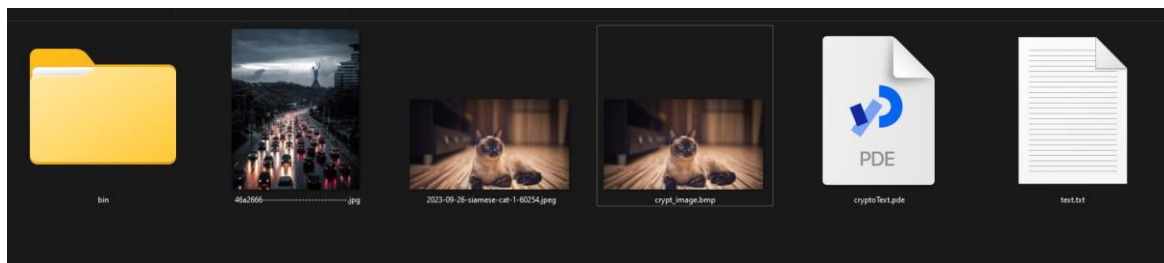 bin
46a2666---------------------------.jpg
2023-09-26-siamese-cat-1-60254.jpeg
crypt_image.bmp
PDE
cryptoText.pde
text.txt